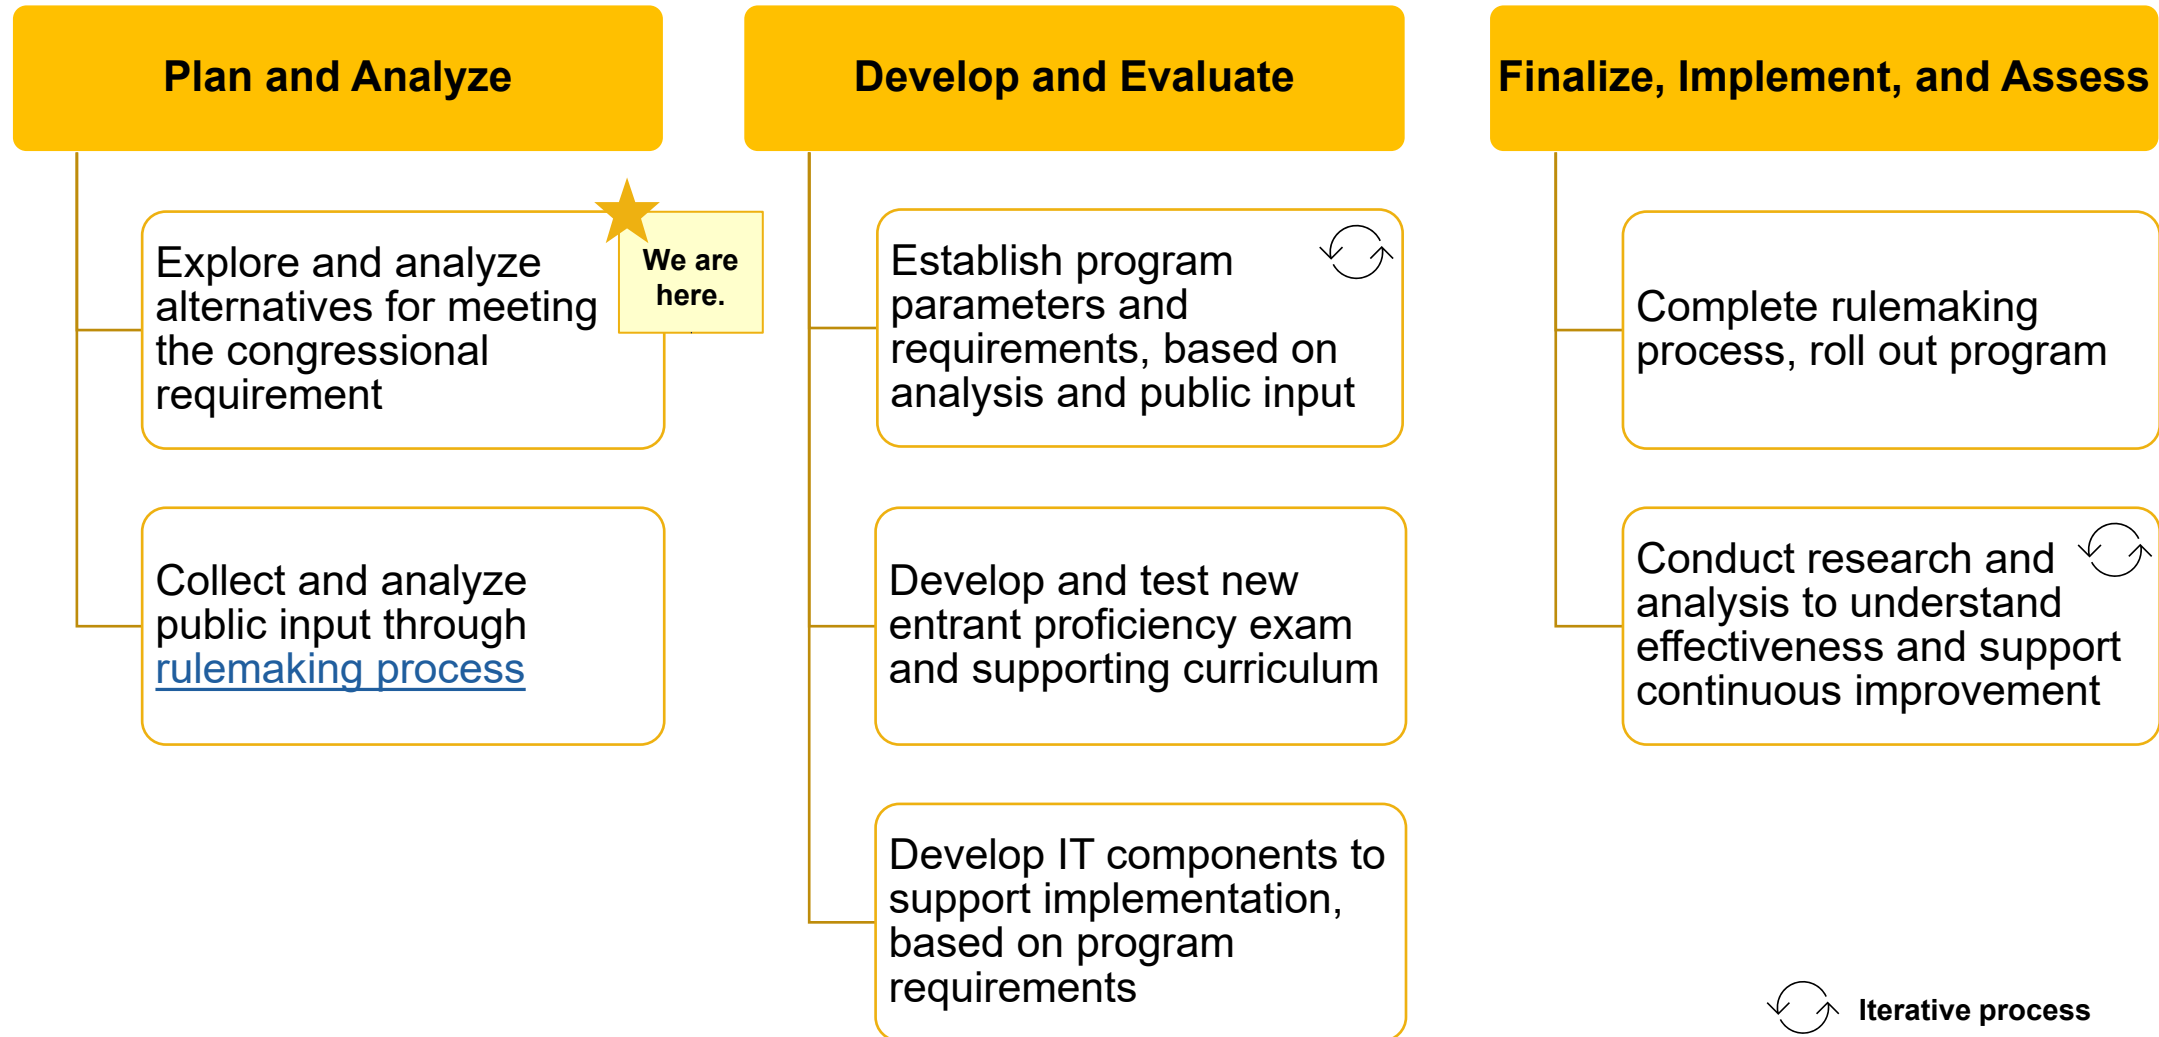 Plan and Analyze
Explore and analyze
alternatives for meeting
the congressional
requirement
We are
here.
Collect and analyze
public input through
rulemaking process
Develop and Evaluate
Establish program
parameters and
requirements, based on
analysis and public input
Develop and test new
entrant proficiency exam
and supporting curriculum
Develop IT components to
support implementation,
based on program
requirements
Finalize, Implement, and Assess
Complete rulemaking
process, roll out program
Conduct research and
analysis to understand
effectiveness and support
continuous improvement
Iterative process